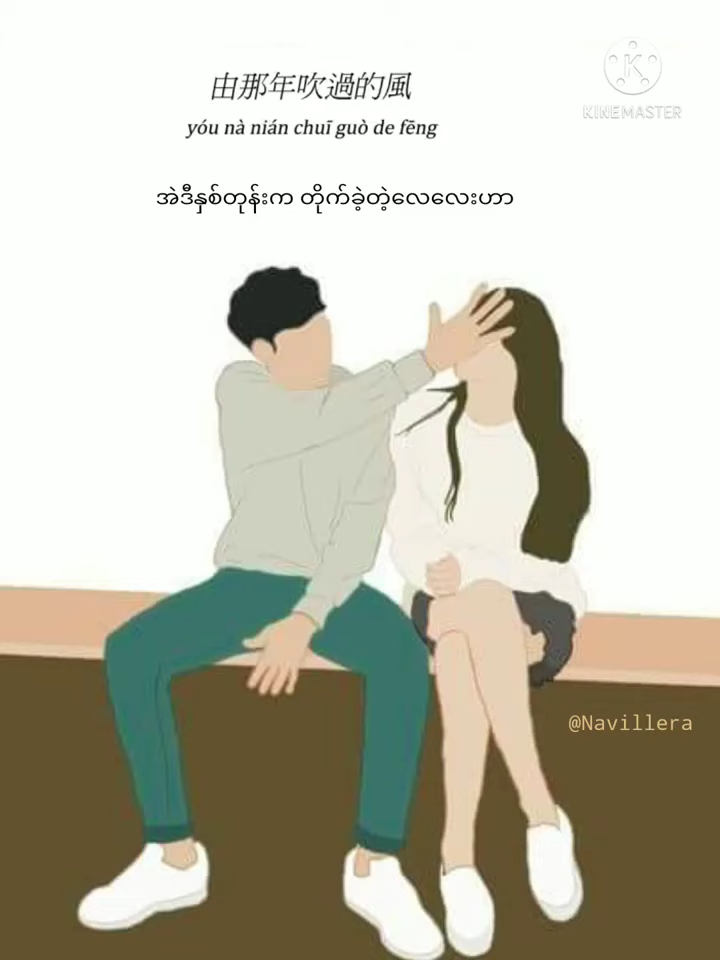 由那年吹過的風
yóu nà nián chuī guò de fēng
အဲဒီနှစ်တုန်းက တိုက်ခဲ့တဲ့လေလေးဟာ
K
KINEMASTER
@Navillera